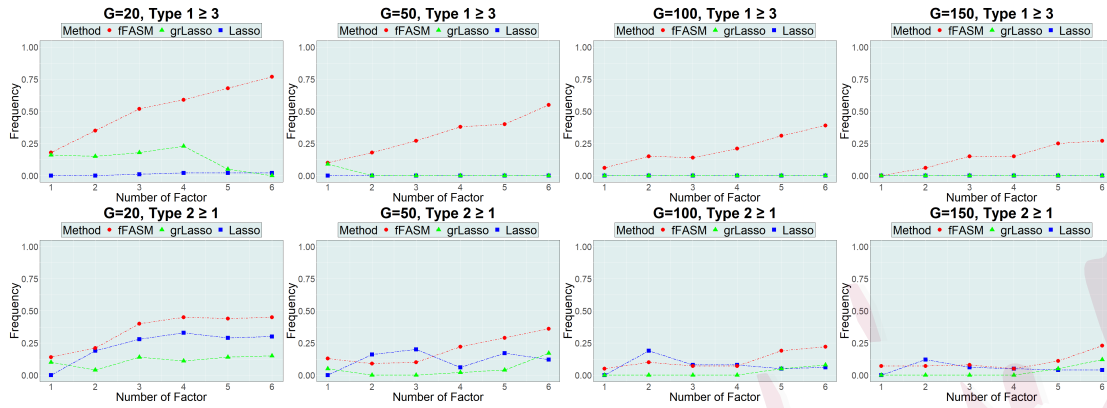 G=20, Type 1 ≥ 3
Method fFASM grLasso Lasso
1.00
0.75
0.50
0.25
0.00
Frequency
1 2 3 4 5 6
Number of Factor
G=50, Type 1 ≥ 3
Method fFASM grLasso Lasso
1.00
0.75
0.50
0.25
0.00
Frequency
1 2 3 4 5 6
Number of Factor
G=100, Type 1 ≥ 3
Method fFASM grLasso Lasso
1.00
0.75
0.50
0.25
0.00
Frequency
1 2 3 4 5 6
Number of Factor
G=150, Type 1 ≥ 3
Method fFASM grLasso Lasso
1.00
0.75
0.50
0.25
0.00
Frequency
1 2 3 4 5 6
Number of Factor
G=20, Type 2 ≥ 1
Method fFASM grLasso Lasso
1.00
0.75
0.50
0.25
0.00
Frequency
1 2 3 4 5 6
Number of Factor
G=50, Type 2 ≥ 1
Method fFASM grLasso Lasso
1.00
0.75
0.50
0.25
0.00
Frequency
1 2 3 4 5 6
Number of Factor
G=100, Type 2 ≥ 1
Method fFASM grLasso Lasso
1.00
0.75
0.50
0.25
0.00
Frequency
1 2 3 4 5 6
Number of Factor
G=150, Type 2 ≥ 1
Method fFASM grLasso Lasso
1.00
0.75
0.50
0.25
0.00
Frequency
1 2 3 4 5 6
Number of Factor